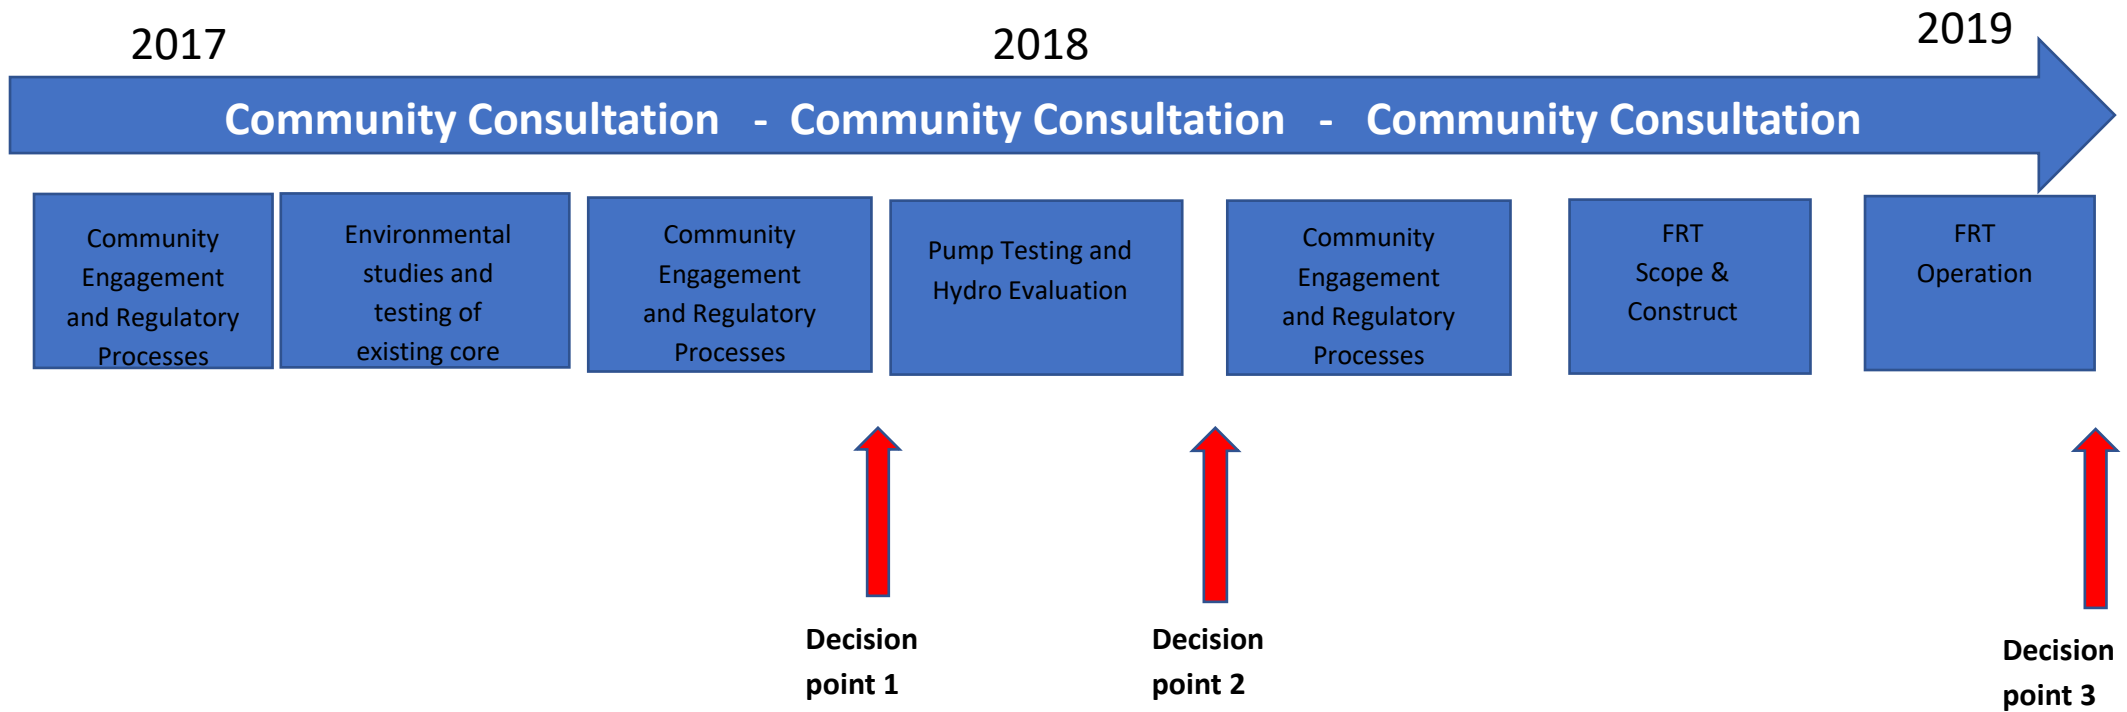 2017
2018
2019
Community Consultation - Community Consultation - Community Consultation
Community
Engagement
and Regulatory
Processes
Environmental
studies and
testing of
existing core
Community
Engagement
and Regulatory
Processes
Pump Testing and
Hydro Evaluation
Community
Engagement
and Regulatory
Processes
FRT
Scope &
Construct
FRT
Operation
Decision
point 1
Decision
point 2
Decision
point 3